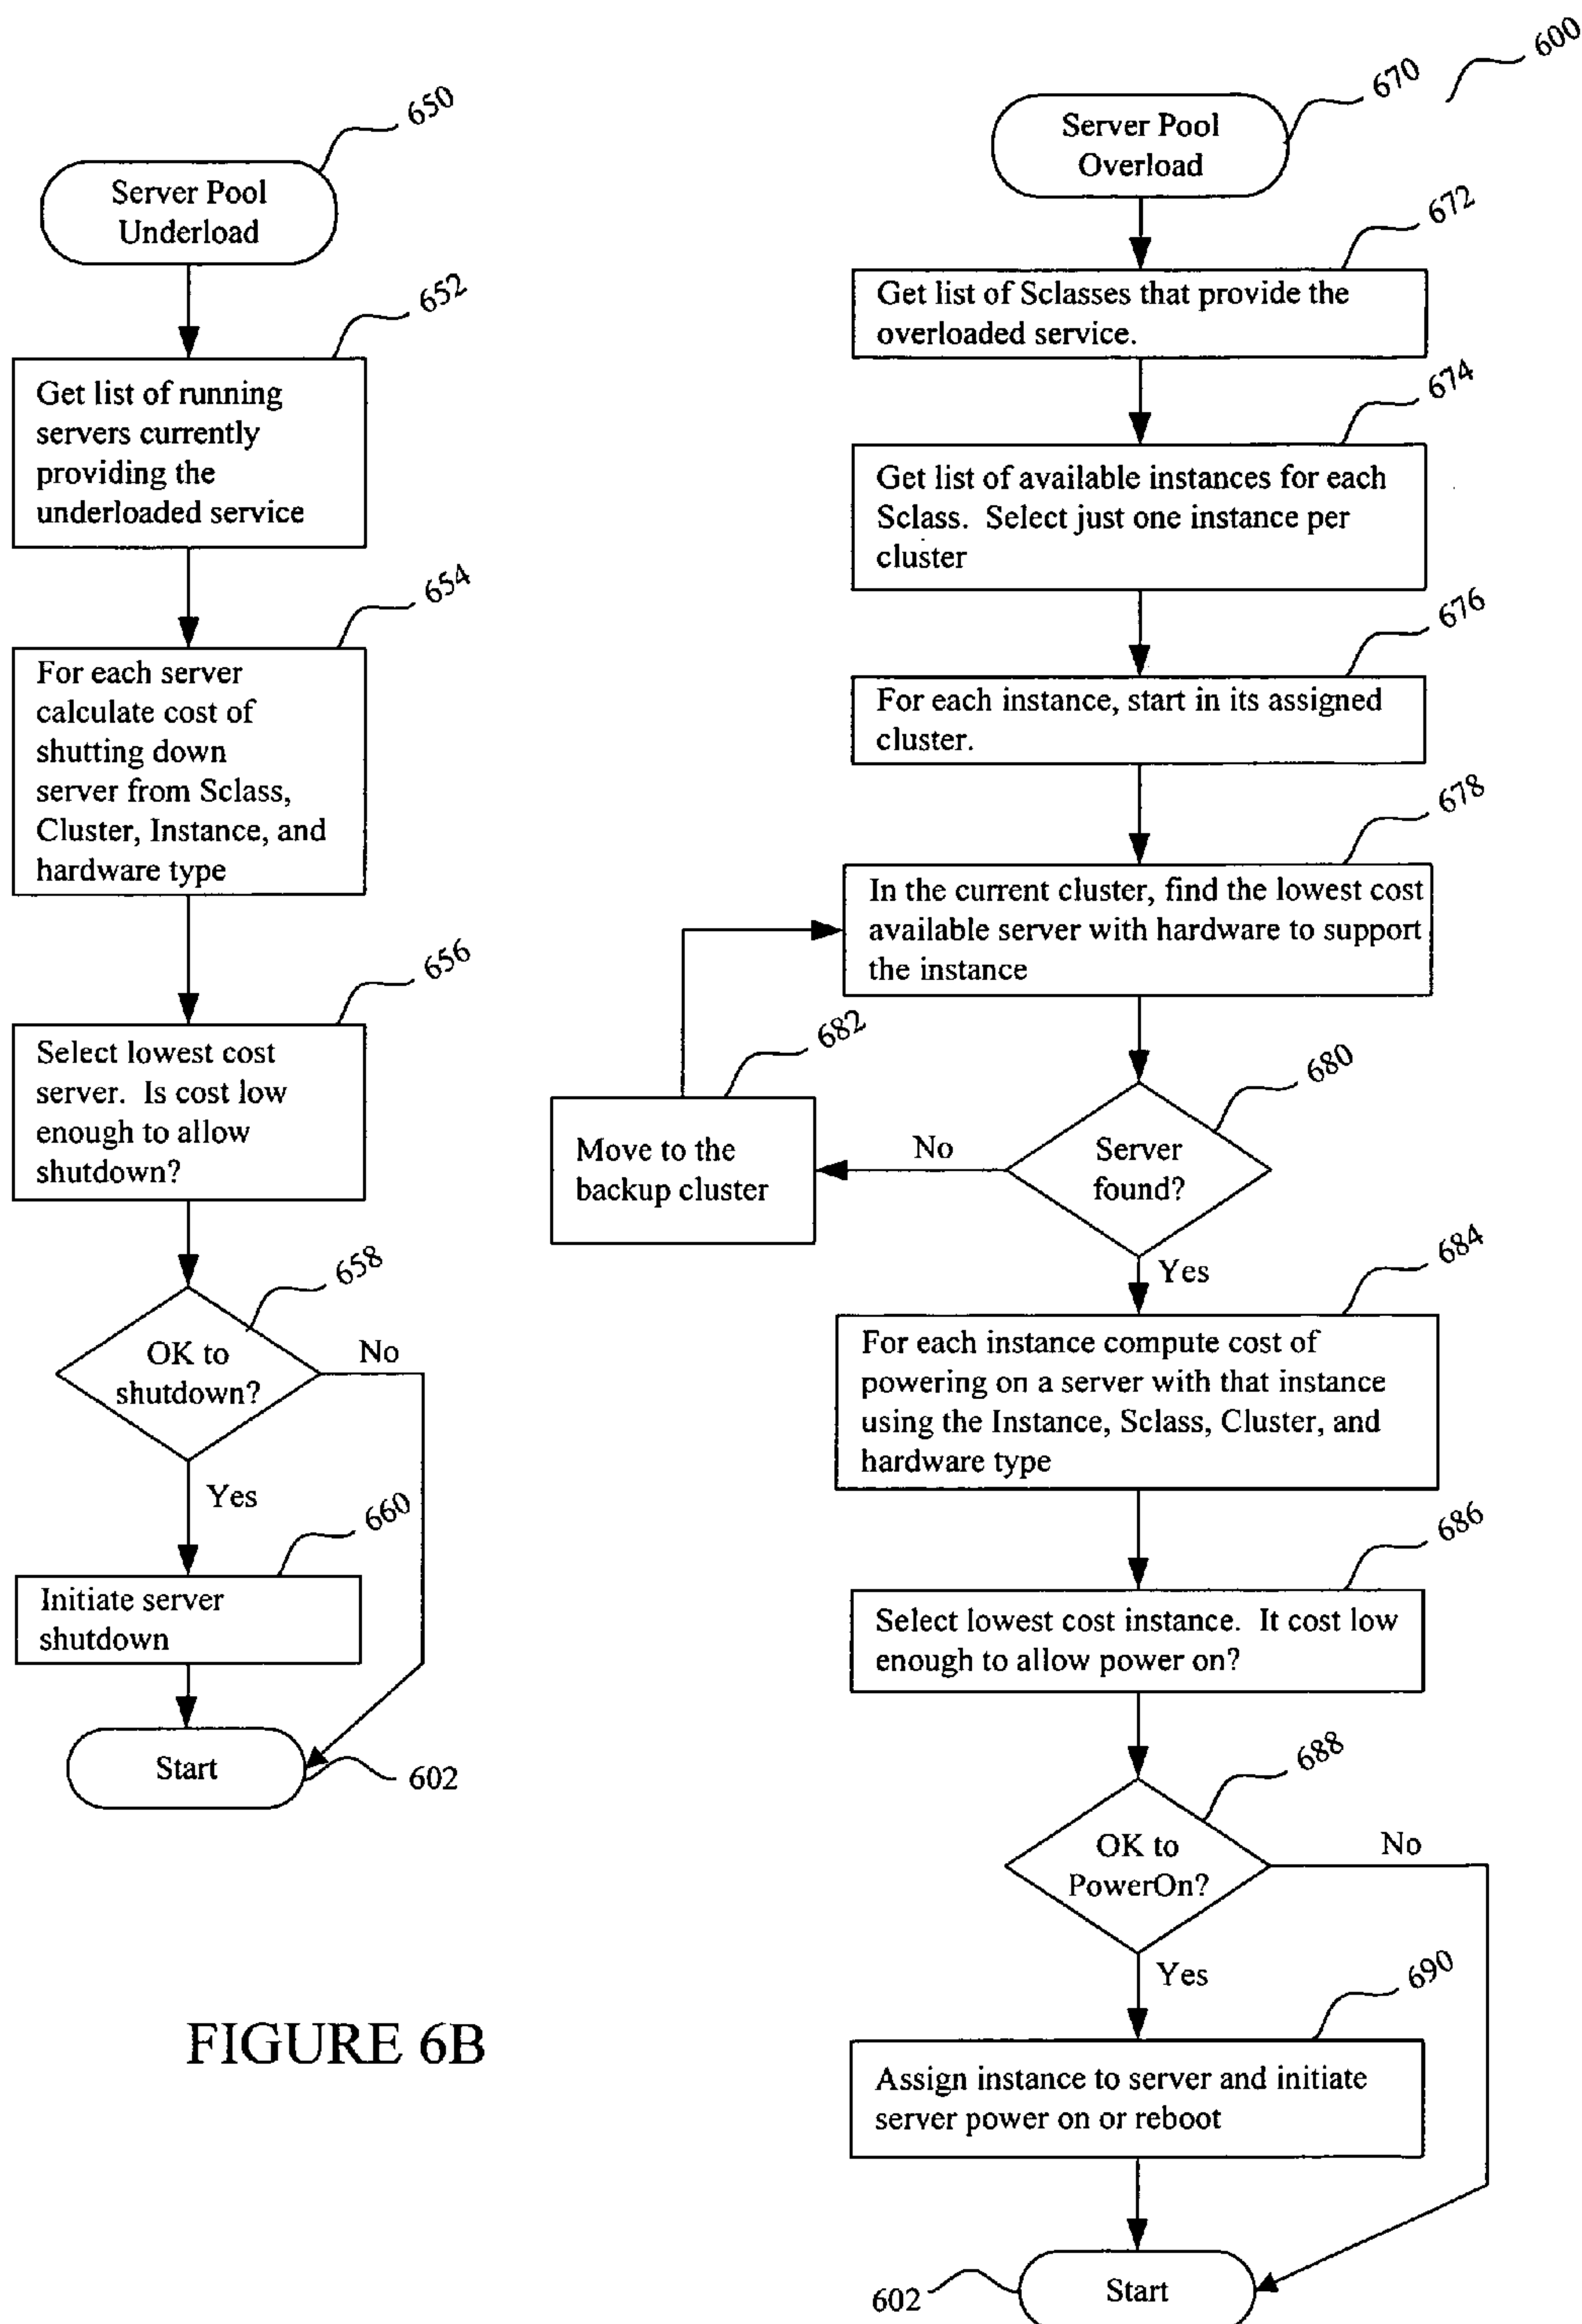 600
650
Server Pool
Underload
652
Get list of running
servers currently
providing the
underloaded service
654
For each server
calculate cost of
shutting down
server from Sclass,
Cluster, Instance, and
hardware type
656
Select lowest cost
server. Is cost low
enough to allow
shutdown?
658
OK to
shutdown?
No
Yes
660
Initiate server
shutdown
Start
602
FIGURE 6B
670
Server Pool
Overload
672
Get list of Sclasses that provide the
overloaded service.
674
Get list of available instances for each
Sclass. Select just one instance per
cluster
676
For each instance, start in its assigned
cluster.
678
In the current cluster, find the lowest cost
available server with hardware to support
the instance
680
Server
found?
No
682
Move to the
backup cluster
Yes
684
For each instance compute cost of
powering on a server with that instance
using the Instance, Sclass, Cluster, and
hardware type
686
Select lowest cost instance. It cost low
enough to allow power on?
688
OK to
PowerOn?
No
Yes
690
Assign instance to server and initiate
server power on or reboot
602
Start